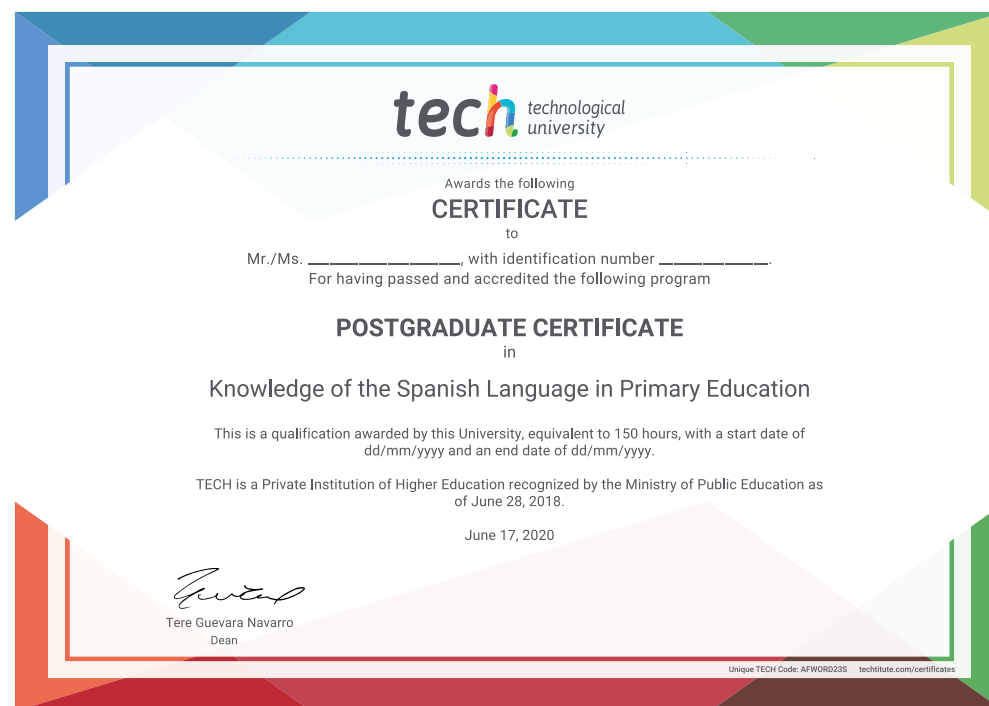 tech technological
university
Awards the following
CERTIFICATE
to
Mr./Ms. ____________________, with identification number ______________.
For having passed and accredited the following program
POSTGRADUATE CERTIFICATE
in
Knowledge of the Spanish Language in Primary Education
This is a qualification awarded by this University, equivalent to 150 hours, with a start date of
dd/mm/yyyy and an end date of dd/mm/yyyy.
TECH is a Private Institution of Higher Education recognized by the Ministry of Public Education as
of June 28, 2018.
June 17, 2020
Tere Guevara Navarro
Dean
Unique TECH Code: AFWORD23S techtitute.com/certificates